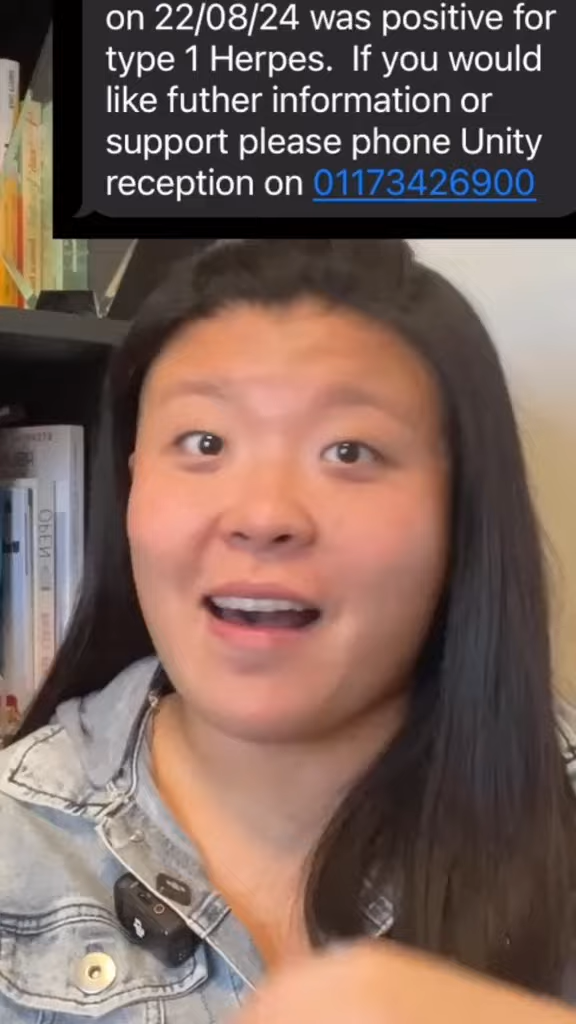 on 22/08/24 was positive for
type 1 Herpes.  If you would
like futher information or
support please phone Unity
reception on 01173426900
OPEN